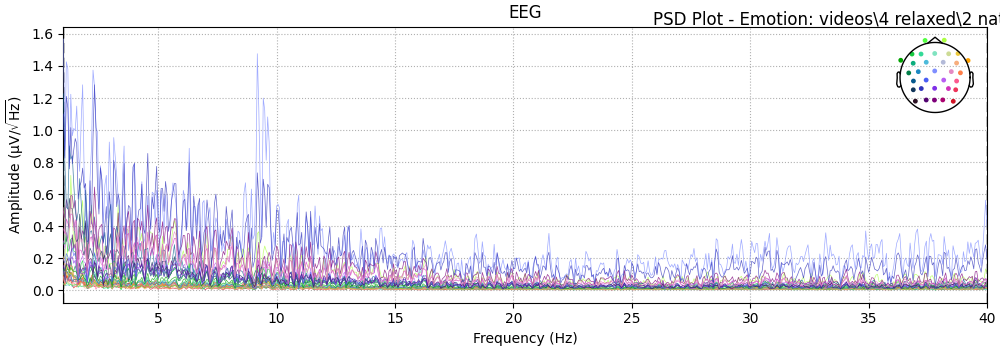 EEG
PSD Plot - Emotion: videos\4 relaxed\2 nat
Amplitude (μV/√Hz)
1.6
1.4
1.2
1.0
0.8
0.6
0.4
0.2
0.0
5 10 15 20 25 30 35 40
Frequency (Hz)